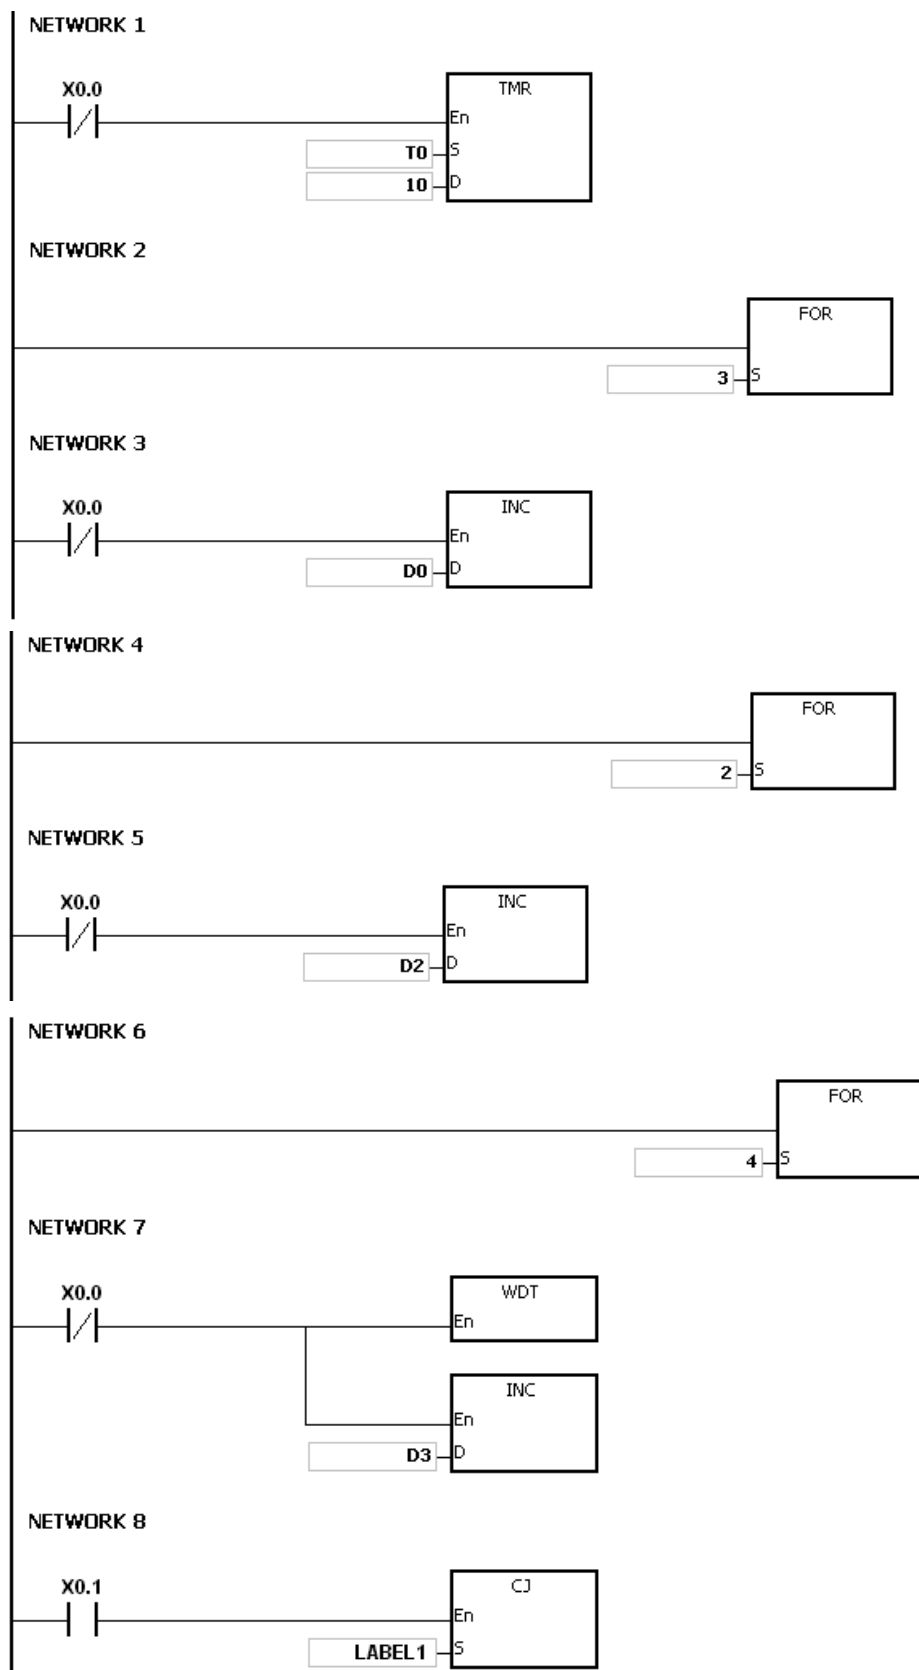 NETWORK 1
X0.0
TMR
En
T0 S
10 D
NETWORK 2
FOR
3 S
NETWORK 3
X0.0
INC
En
D0 D
NETWORK 4
FOR
2 S
NETWORK 5
X0.0
INC
En
D2 D
NETWORK 6
FOR
4 S
NETWORK 7
X0.0
WDT
En
INC
En
D3 D
NETWORK 8
X0.1
CJ
En
LABEL1 S